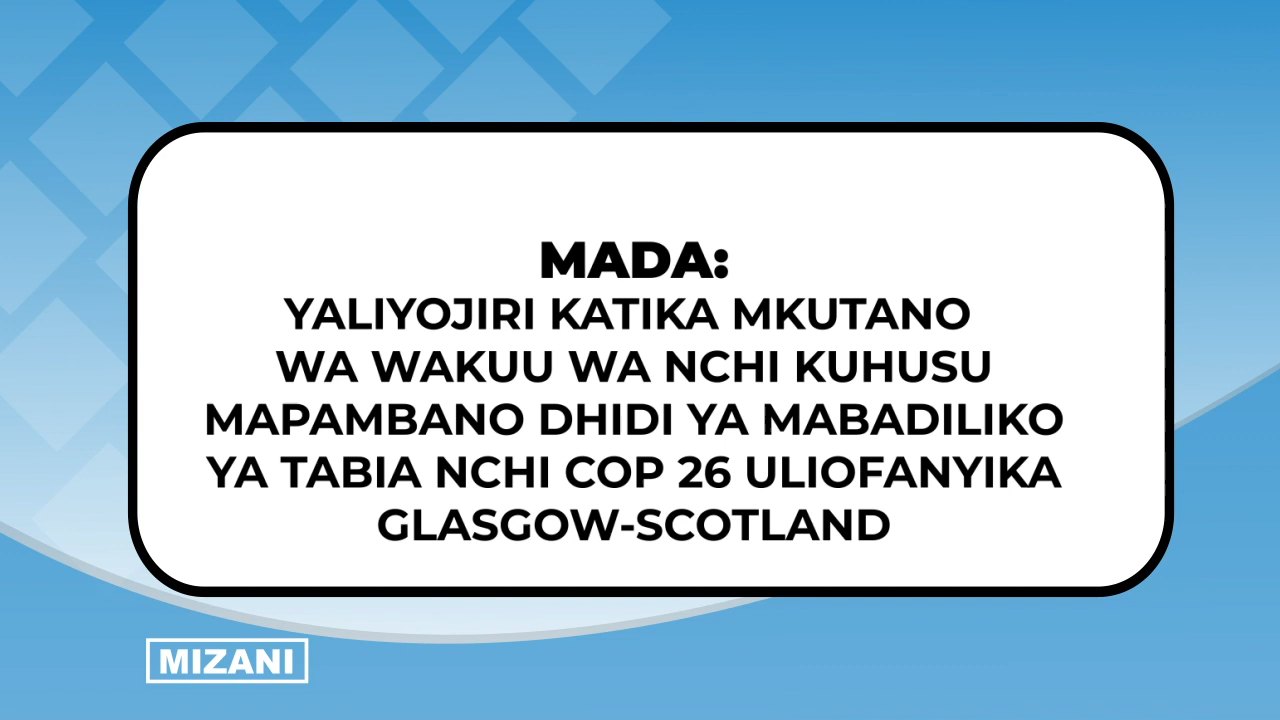 MADA:
YALIYOJIRI KATIKA MKUTANO
WA WAKUU WA NCHI KUHUSU
MAPAMBANO DHIDI YA MABADILIKO
YA TABIA NCHI COP 26 ULIOFANYIKA
GLASGOW-SCOTLAND
MIZANI